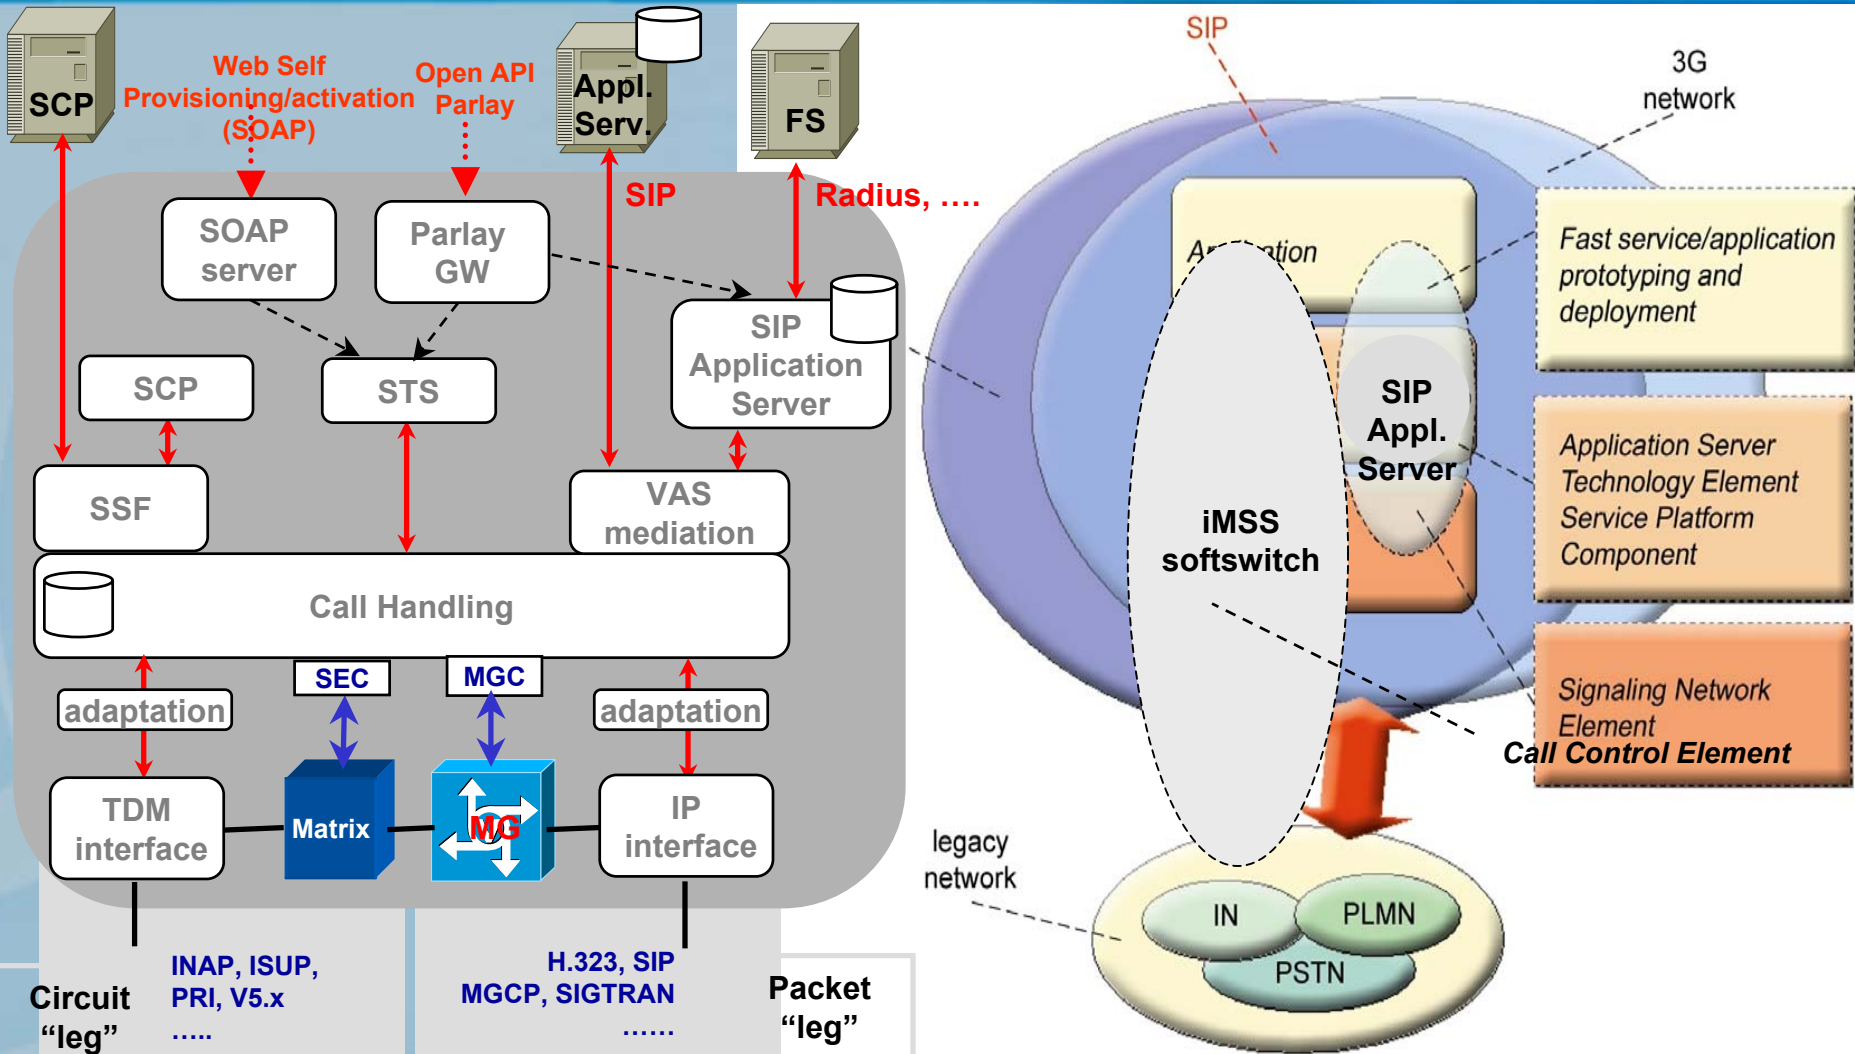 SCP
Web Self
Provisioning/activation
(SOAP)
Open API
Parlay
Appl.
Serv.
FS
SIP
Radius, ….
SOAP
server
Parlay
GW
SIP
Application
Server
SCP
STS
SSF
VAS
mediation
Call Handling
SEC
MGC
adaptation
adaptation
TDM
interface
Matrix
MG
IP
interface
INAP, ISUP,
PRI, V5.x
…..
H.323, SIP
MGCP, SIGTRAN
……
Circuit
“leg”
Packet
“leg”
SIP
3G
network
Fast service/application
prototyping and
deployment
SIP
Appl.
Server
Application Server
Technology Element
Service Platform
Component
iMSS
softswitch
Signaling Network
Element
Call Control Element
legacy
network
IN
PLMN
PSTN